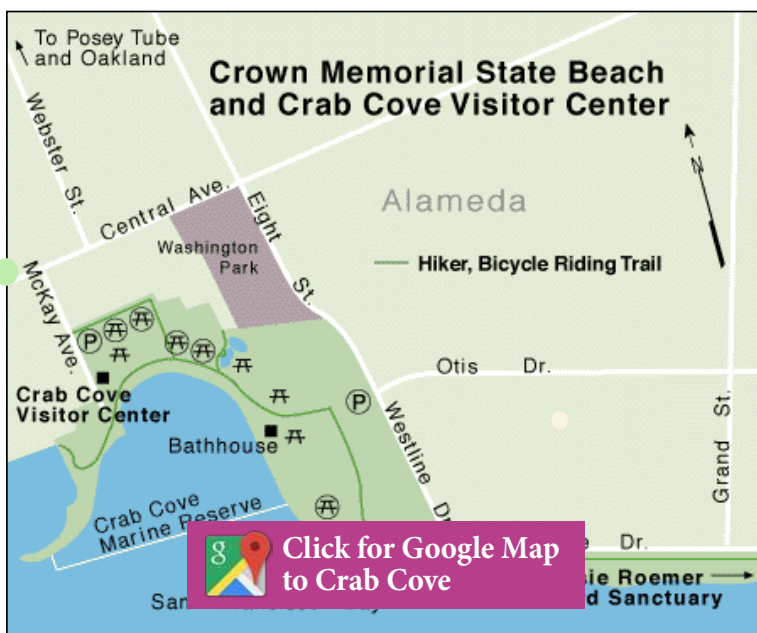 To Posey Tube
and Oakland
Crown Memorial State Beach
and Crab Cove Visitor Center
Webster St.
Central Ave.
Eight St.
N
Alameda
Washington
Park
Hiker, Bicycle Riding Trail
McKay Ave.
P
Crab Cove
Visitor Center
Otis Dr.
P
Westline
Grand St.
Bathhouse
Crab Cove
Marine Reserve
Dr.
g
Click for Google Map
to Crab Cove
Roemer
Sanctuary